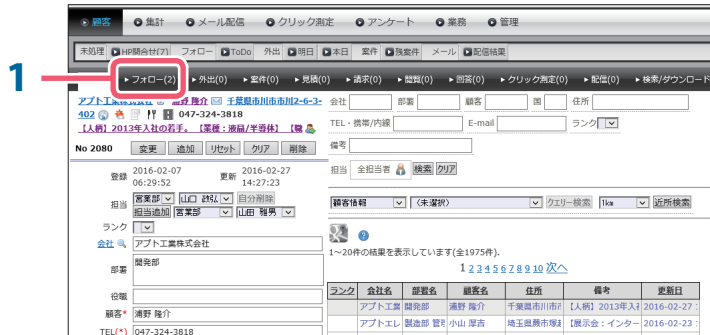 顧客 集計 メール配信 クリック測定 アンケート 業務 管理
未処理 HP問合せ(7) フォロー ToDo 外出 明日 本日 案件 残案件 メール 配信結果
1
フォロー(2) 外出(0) 案件(0) 見積(0) 請求(0) 閲覧(0) 回答(0) クリック測定(0) 配信(0) 検索/ダウンロード
アプト工業株式会社 浦野 隆介 千葉県市川市市川2-6-3-
402 047-324-3818
【人柄】2013年入社の若手。【業種：液晶/半導体】【職
No 2080 変更 追加 リセット クリア 削除
登録 2016-02-07 06:29:52 更新 2016-02-27 14:27:23
担当 営業部 山口 自分削除
担当追加 営業部 山田 雅男
ランク
会社 アプト工業株式会社
部署 開発部
役職
顧客* 浦野 隆介
TEL(*) 047-324-3818
会社 部署 顧客 国 住所
TEL・携帯/内線 E-mail ランク
備考
担当 全担当者 検索 クリア
顧客情報 (未選択) クエリー検索 1km 近所検索
1～20件の結果を表示しています(全1975件).
1 2 3 4 5 6 7 8 9 10 次へ
ランク 会社名 部署名 顧客名 住所 備考 更新日
アプト工業 開発部 浦野 隆介 千葉県市川市市 【人柄】2013年入社 2016-02-27
アプトエレ 製造部 管理 小山 厚吉 埼玉県蕨市塚越 【展示会：インター 2016-02-23